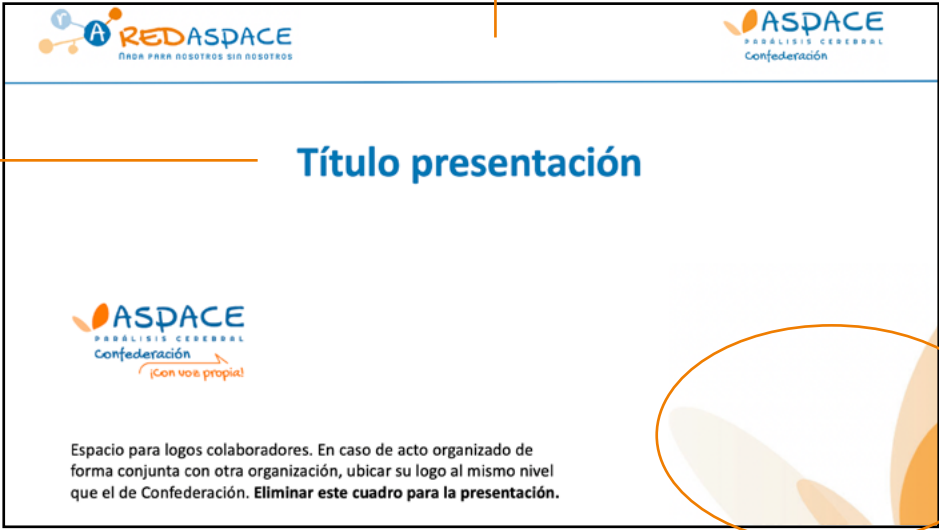 rA REDASPACE
NADA PARA NOSOTROS SIN NOSOTROS
ASPACE
PARÁLISIS CEREBRAL
Confederación
Título presentación
ASPACE
PARÁLISIS CEREBRAL
Confederación
¡Con voz propia!
Espacio para logos colaboradores. En caso de acto organizado de
forma conjunta con otra organización, ubicar su logo al mismo nivel
que el de Confederación. Eliminar este cuadro para la presentación.